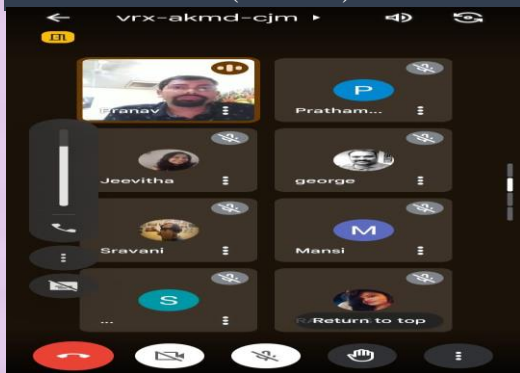 vrx-akmd-cjm
Pranav
P
Pratham...
Jeevitha
george
Sravani
M
Mansi
S
...
Return to top